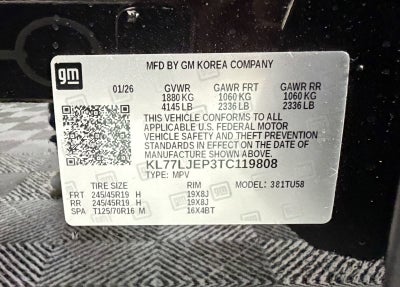 gm
MFD BY GM KOREA COMPANY
01/26 GVWR GAWR FRT GAWR RR
1880 KG 1060 KG 1060 KG
4145 LB 2336 LB 2336 LB
THIS VEHICLE CONFORMS TO ALL
APPLICABLE U.S. FEDERAL MOTOR
VEHICLE SAFETY AND THEFT PREVENTION
STANDARDS IN EFFECT ON THE DATE OF
MANUFACTURE SHOWN ABOVE.
KL77LJEP3TC119808
TYPE: MPV
TIRE SIZE RIM MODEL: 381TU58
FRT 245/45R19 H 19X8J
RR 245/45R19 H 19X8J
SPA T125/70R16 M 16X4BT